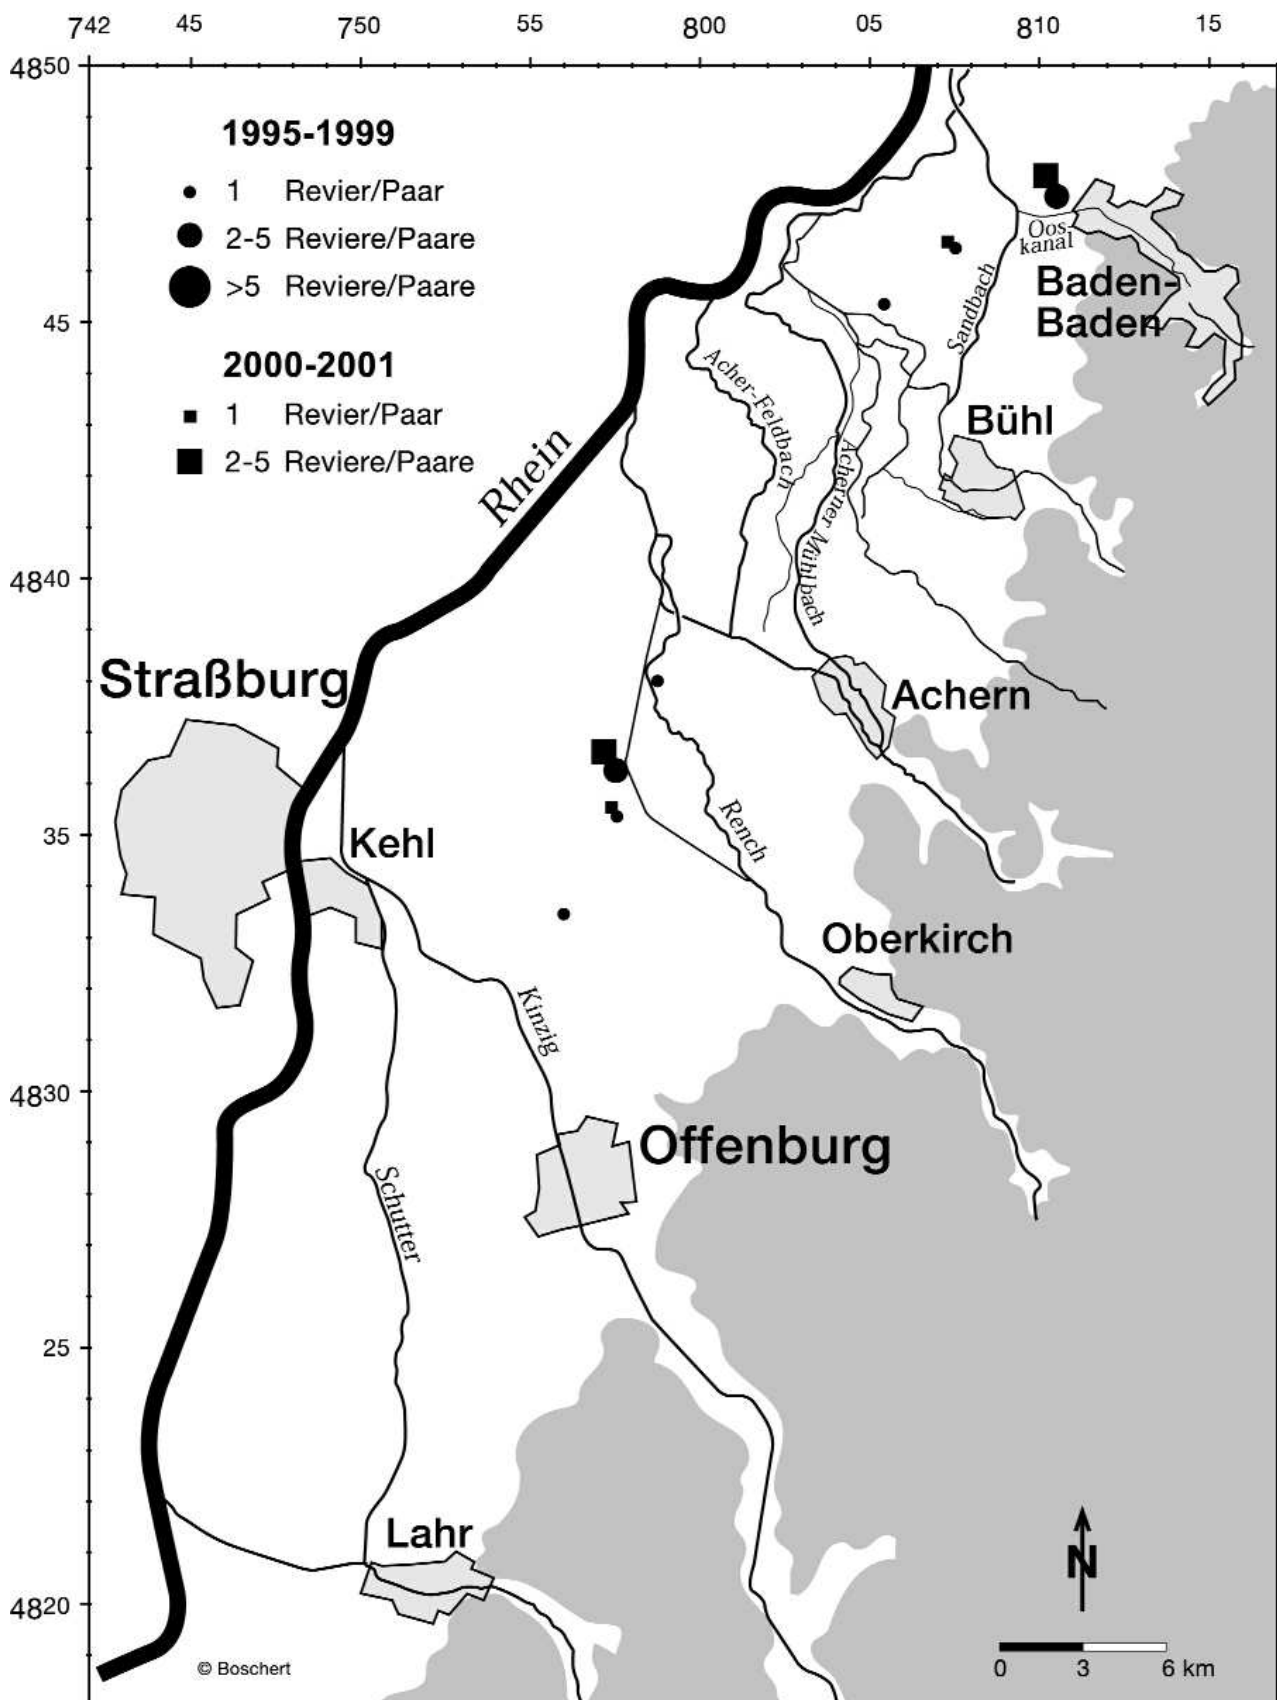 742 45 750 55 800 05 810 15
4850
1995-1999
1 Revier/Paar
2-5 Reviere/Paare
>5 Reviere/Paare
2000-2001
1 Revier/Paar
2-5 Reviere/Paare
Oos-
kanal
Baden-
Baden
Sandbach
45
Acher-Feldbach
Bühl
Rhein
Acherner Mühlbach
4840
Straßburg
Achern
35
Kehl
Rench
Oberkirch
Kinzig
4830
Offenburg
Schutter
25
Lahr
N
4820
© Boschert
0 3 6 km